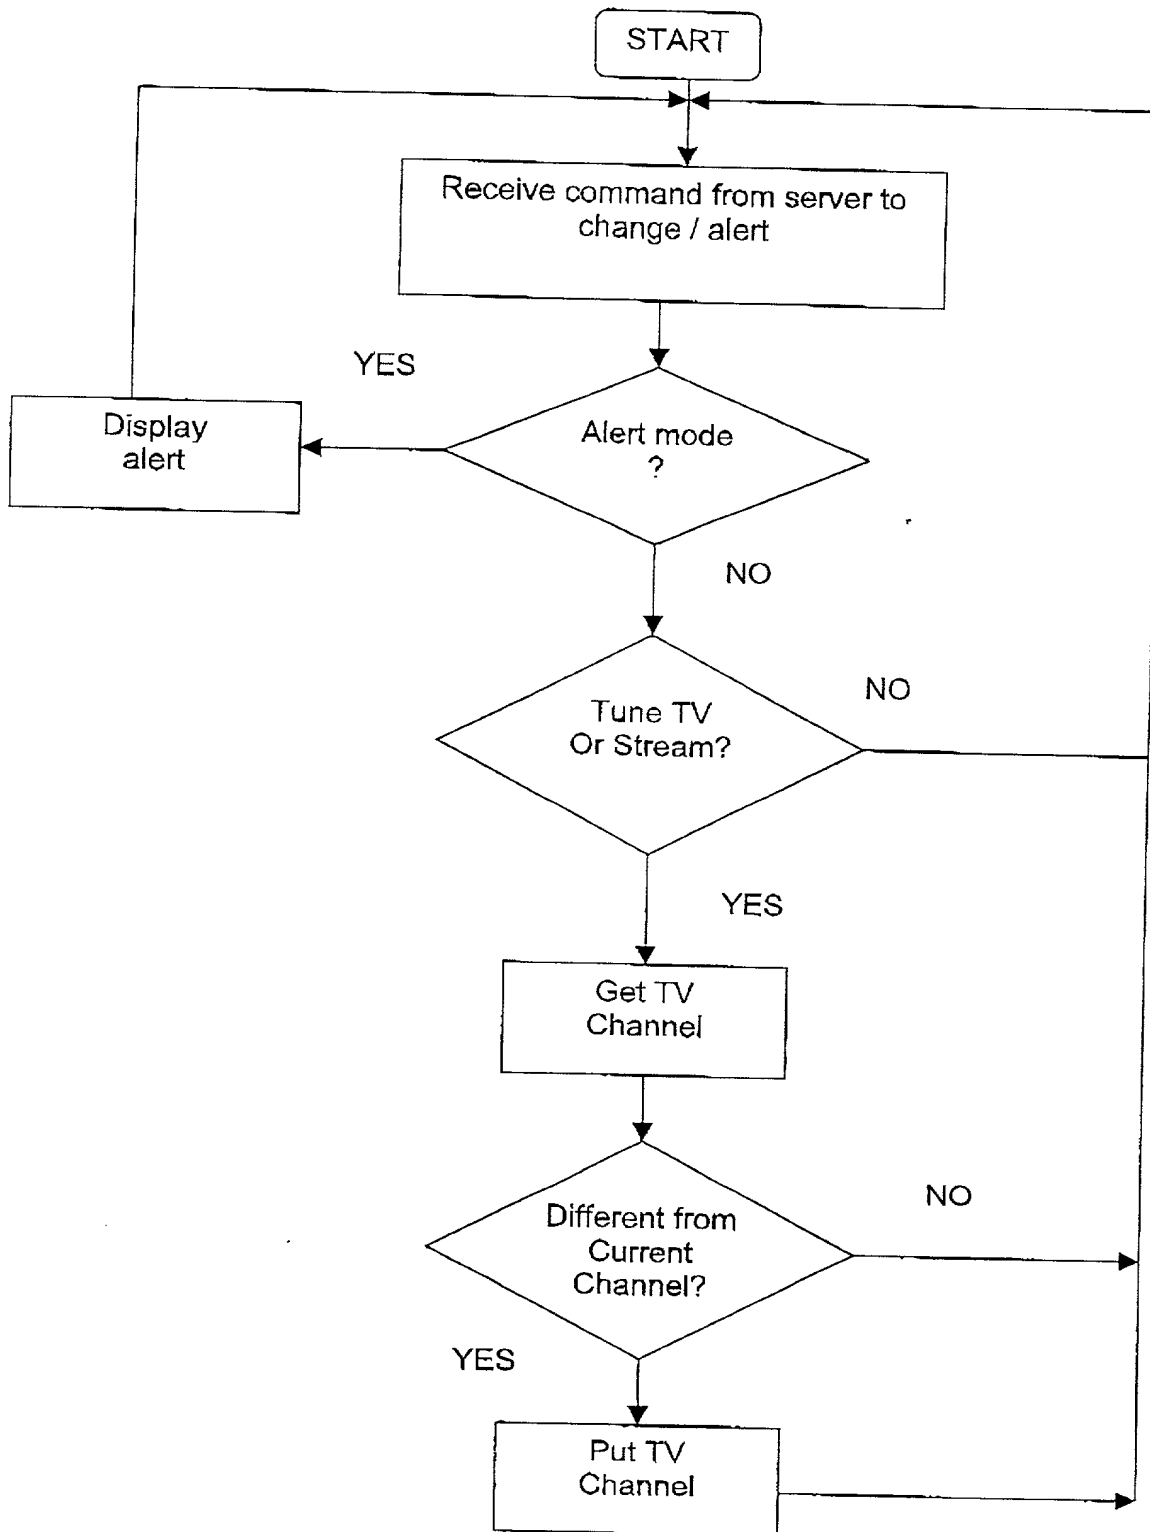 START
Receive command from server to
change / alert
YES
Display
alert
Alert mode
?
NO
NO
Tune TV
Or Stream?
YES
Get TV
Channel
NO
Different from
Current
Channel?
YES
Put TV
Channel